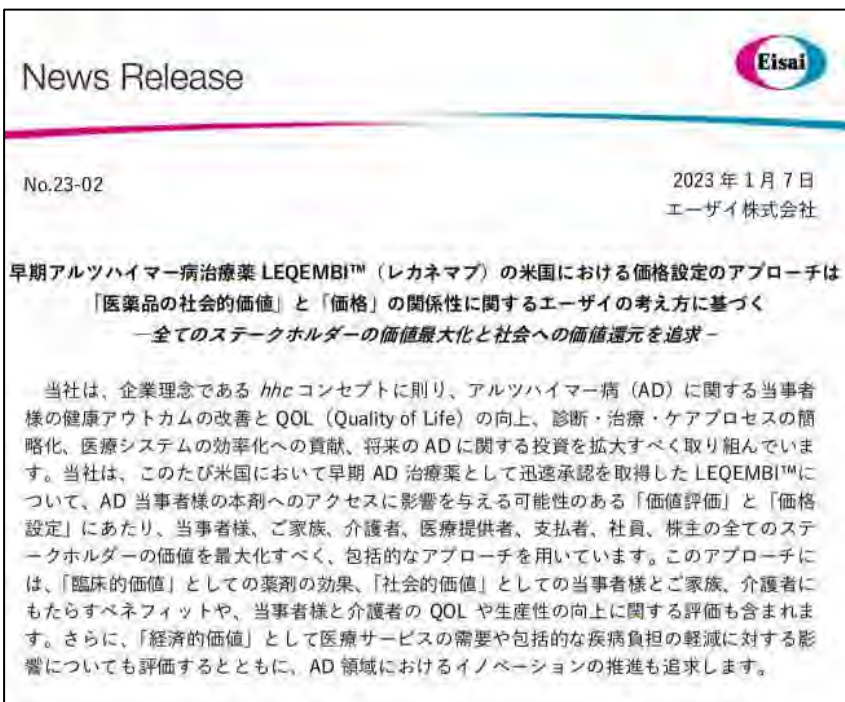 News Release
Eisai
No.23-02
2023 年 1 月 7 日
エーザイ株式会社
早期アルツハイマー病治療薬 LEQEMBI™（レカネマブ）の米国における価格設定のアプローチは
「医薬品の社会的価値」と「価格」の関係性に関するエーザイの考え方に基づく
―全てのステークホルダーの価値最大化と社会への価値還元を追求－
当社は、企業理念である hhc コンセプトに則り、アルツハイマー病（AD）に関する当事者
様の健康アウトカムの改善と QOL（Quality of Life）の向上、診断・治療・ケアプロセスの簡
略化、医療システムの効率化への貢献、将来の AD に関する投資を拡大すべく取り組んでいま
す。当社は、このたび米国において早期 AD 治療薬として迅速承認を取得した LEQEMBI™に
ついて、AD 当事者様の本剤へのアクセスに影響を与える可能性のある「価値評価」と「価格
設定」にあたり、当事者様、ご家族、介護者、医療提供者、支払者、社員、株主の全てのステ
ークホルダーの価値を最大化すべく、包括的なアプローチを用いています。このアプローチに
は、「臨床的価値」としての薬剤の効果、「社会的価値」としての当事者様とご家族、介護者に
もたらすベネフィットや、当事者様と介護者の QOL や生産性の向上に関する評価も含まれま
す。さらに、「経済的価値」として医療サービスの需要や包括的な疾病負担の軽減に対する影
響についても評価するとともに、AD 領域におけるイノベーションの推進も追求します。